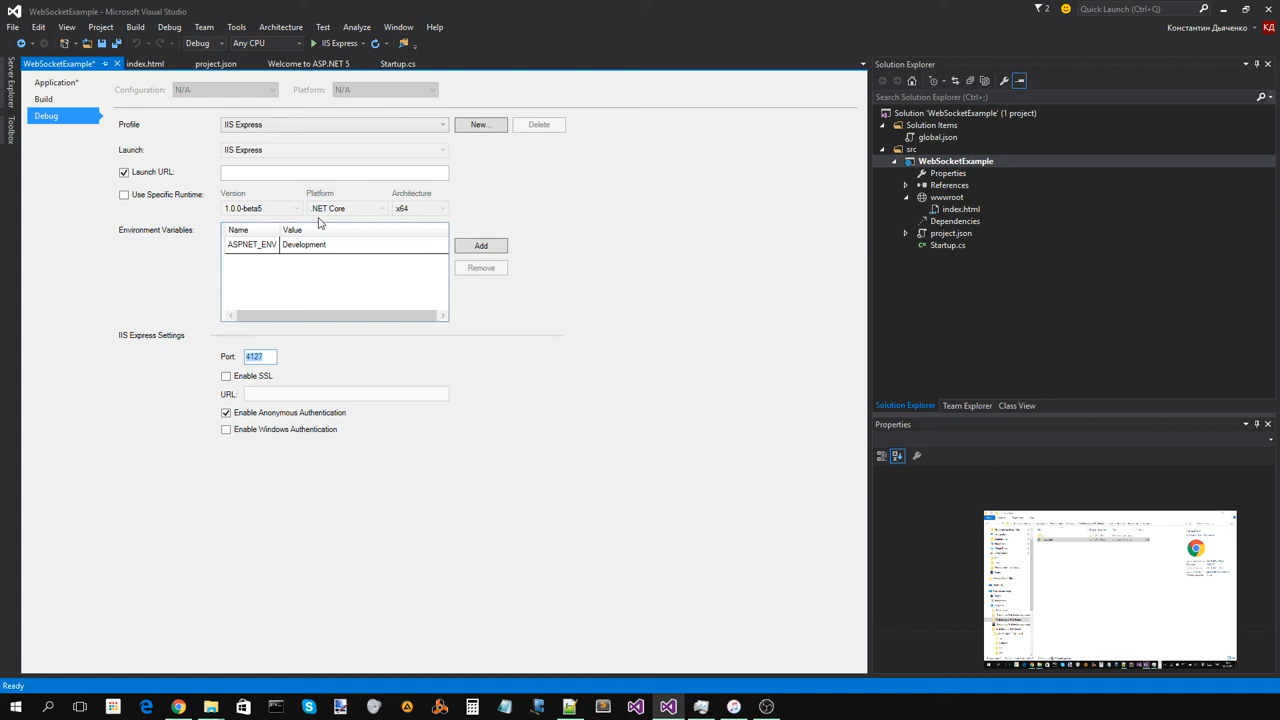 WebSocketExample - Microsoft Visual Studio
Quick Launch (Ctrl+Q)
File Edit View Project Build Debug Team Tools Architecture Test Analyze Window Help
2
Константин Дьяченко КД
Debug Any CPU IIS Express
WebSocketExample* index.html project.json Welcome to ASP.NET 5 Startup.cs
Server Explorer
Toolbox
Application*
Build
Debug
Configuration: N/A Platform: N/A
Profile IIS Express New... Delete
Launch: IIS Express
Launch URL:
Use Specific Runtime: Version Platform Architecture
1.0.0-beta5 .NET Core x64
Environment Variables: Name Value
ASPNET_ENV Development
Add
Remove
IIS Express Settings
Port: 4127
Enable SSL
URL:
Enable Anonymous Authentication
Enable Windows Authentication
Solution Explorer
Search Solution Explorer (Ctrl+;)
Solution 'WebSocketExample' (1 project)
Solution Items
global.json
src
WebSocketExample
Properties
References
wwwroot
index.html
Dependencies
project.json
Startup.cs
Solution Explorer Team Explorer Class View
Properties
Ready